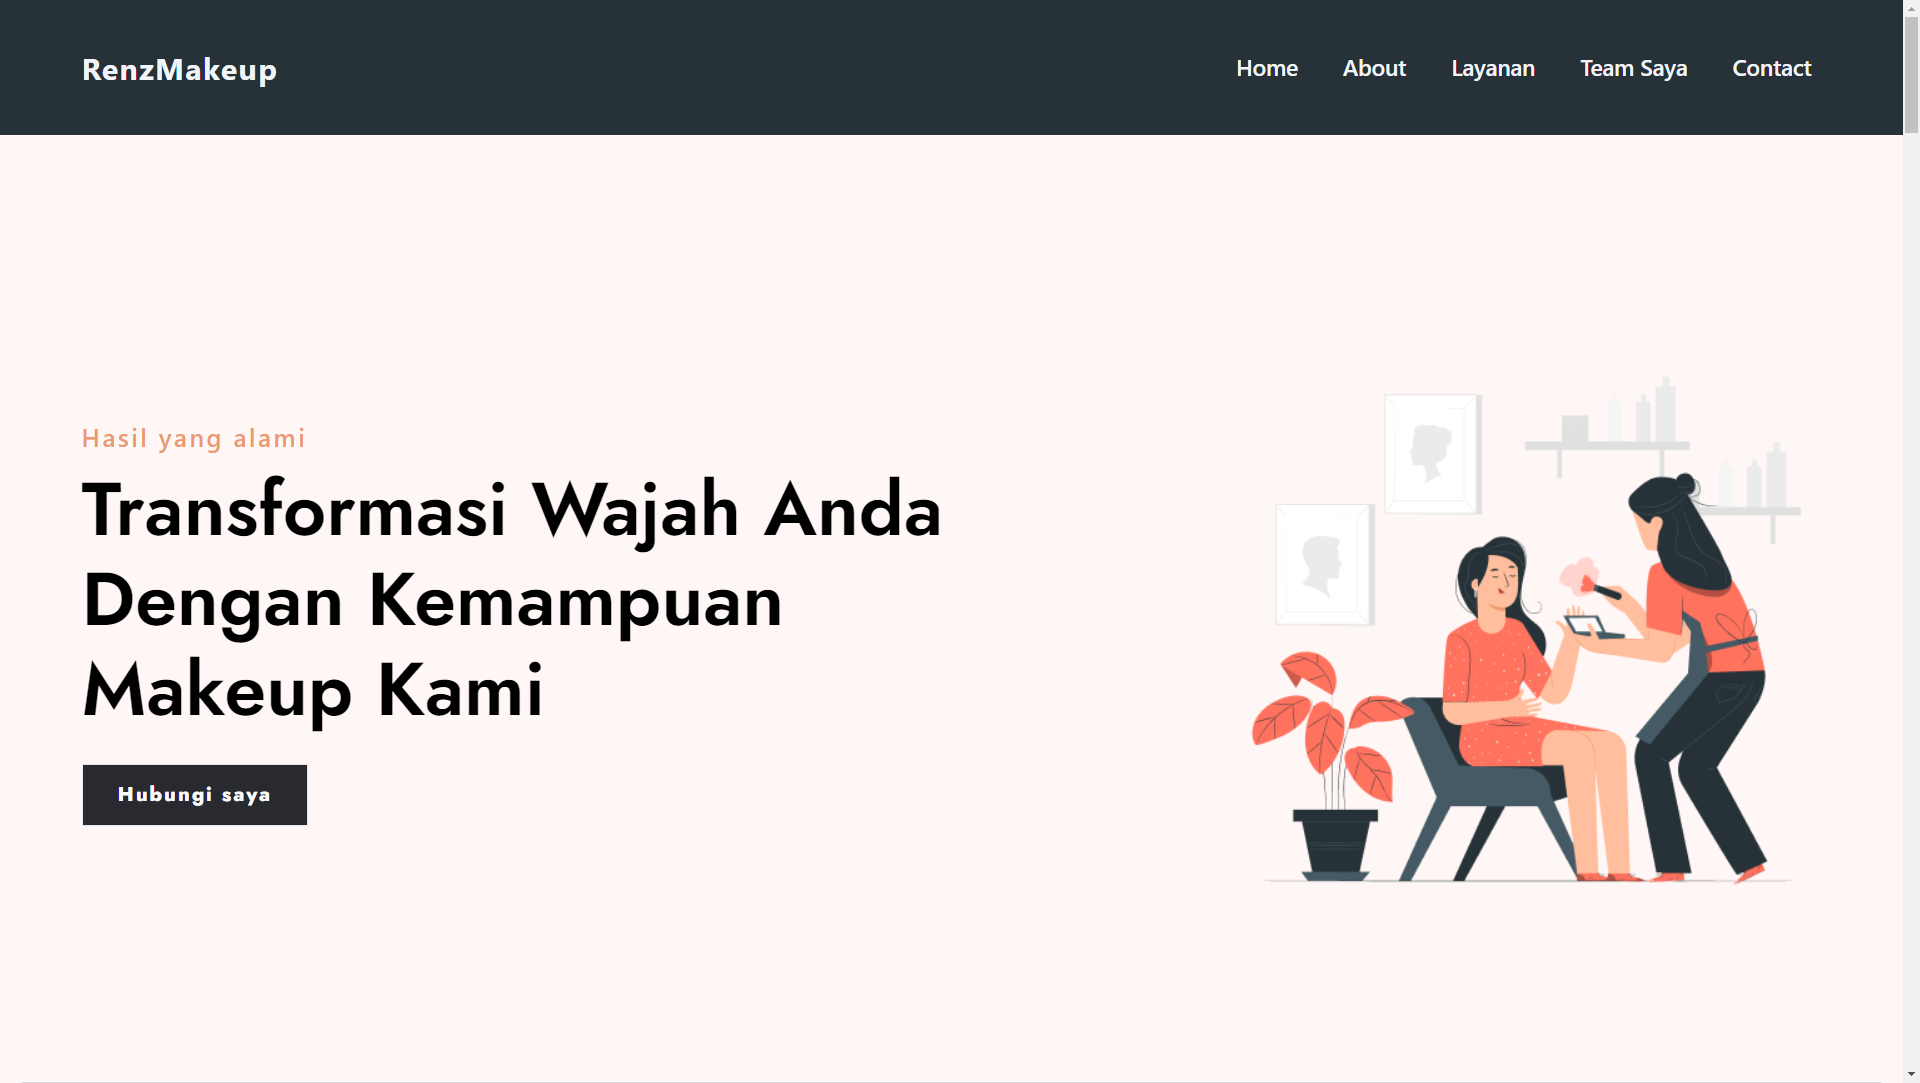 RenzMakeup
Home About Layanan Team Saya Contact
Hasil yang alami
Transformasi Wajah Anda
Dengan Kemampuan
Makeup Kami
Hubungi saya